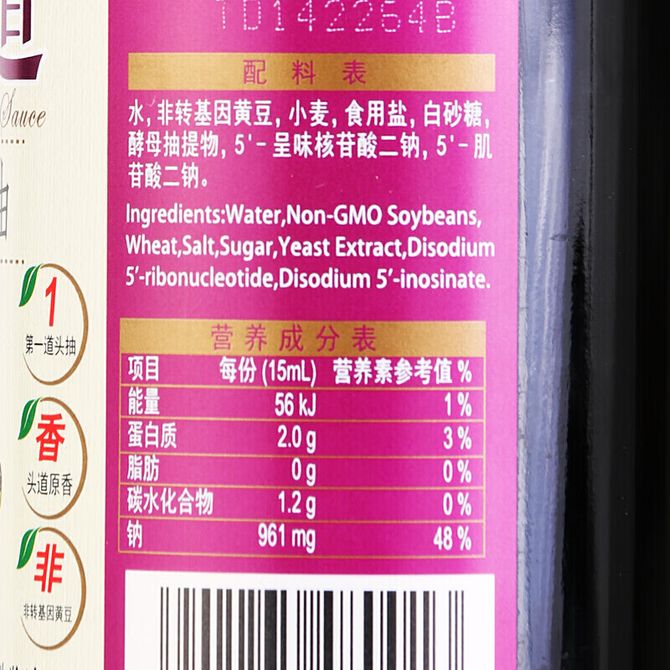 TD1422264B
配料表
水, 非转基因黄豆, 小麦, 食用盐, 白砂糖,
酵母抽提物, 5'-呈味核苷酸二钠, 5'-肌
苷酸二钠。
Ingredients:Water,Non-GMO Soybeans,
Wheat,Salt,Sugar,Yeast Extract,Disodium
5'-ribonucleotide,Disodium 5'-inosinate.
营养成分表
项目 每份 (15mL) 营养素参考值 %
能量 56 kJ 1 %
蛋白质 2.0 g 3 %
脂肪 0 g 0 %
碳水化合物 1.2 g 0 %
钠 961 mg 48 %
道
Sauce
抽
1
第一道头抽
香
头道原香
非
非转基因黄豆